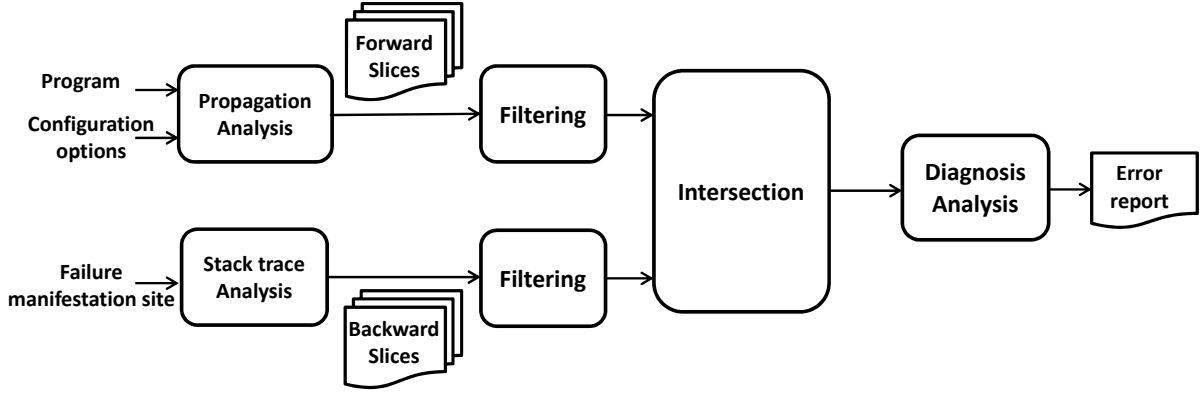 Forward
Slices
Program
Configuration
options
Propagation
Analysis
Filtering
Intersection
Diagnosis
Analysis
Error
report
Failure
manifestation site
Stack trace
Analysis
Filtering
Backward
Slices